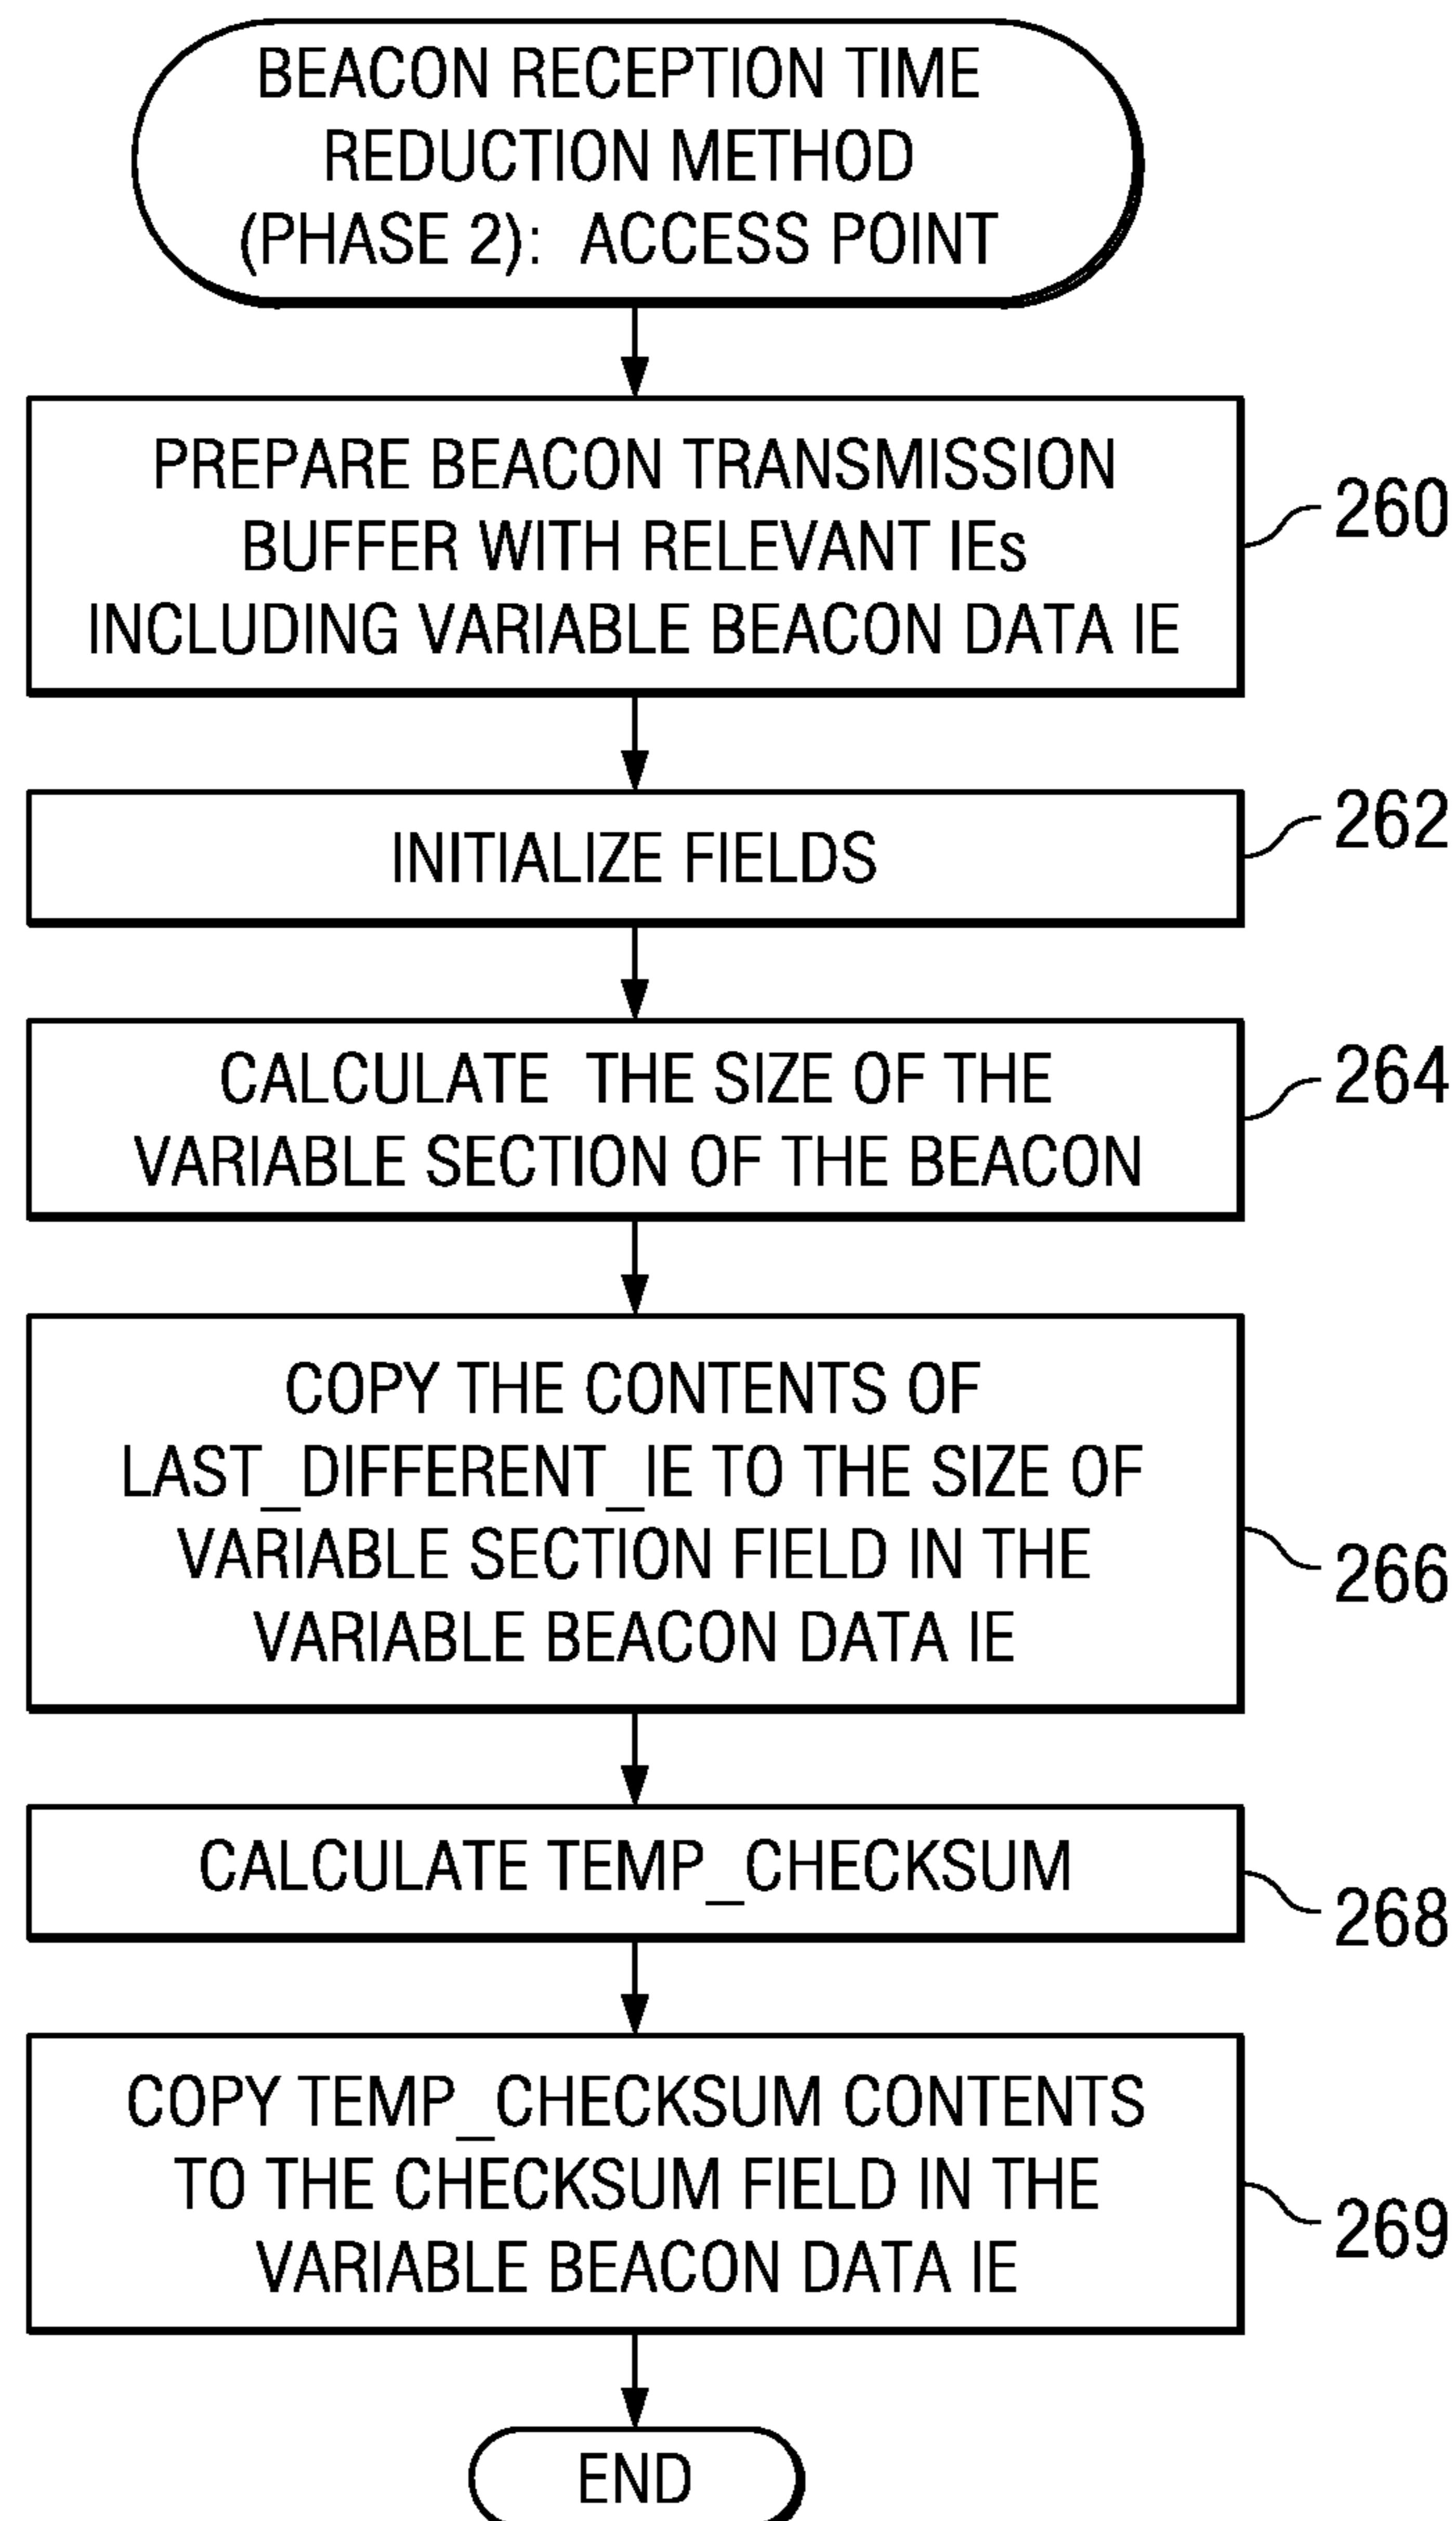 BEACON RECEPTION TIME
REDUCTION METHOD
(PHASE 2): ACCESS POINT
PREPARE BEACON TRANSMISSION
BUFFER WITH RELEVANT IEs
INCLUDING VARIABLE BEACON DATA IE
260
INITIALIZE FIELDS
262
CALCULATE THE SIZE OF THE
VARIABLE SECTION OF THE BEACON
264
COPY THE CONTENTS OF
LAST_DIFFERENT_IE TO THE SIZE OF
VARIABLE SECTION FIELD IN THE
VARIABLE BEACON DATA IE
266
CALCULATE TEMP_CHECKSUM
268
COPY TEMP_CHECKSUM CONTENTS
TO THE CHECKSUM FIELD IN THE
VARIABLE BEACON DATA IE
269
END